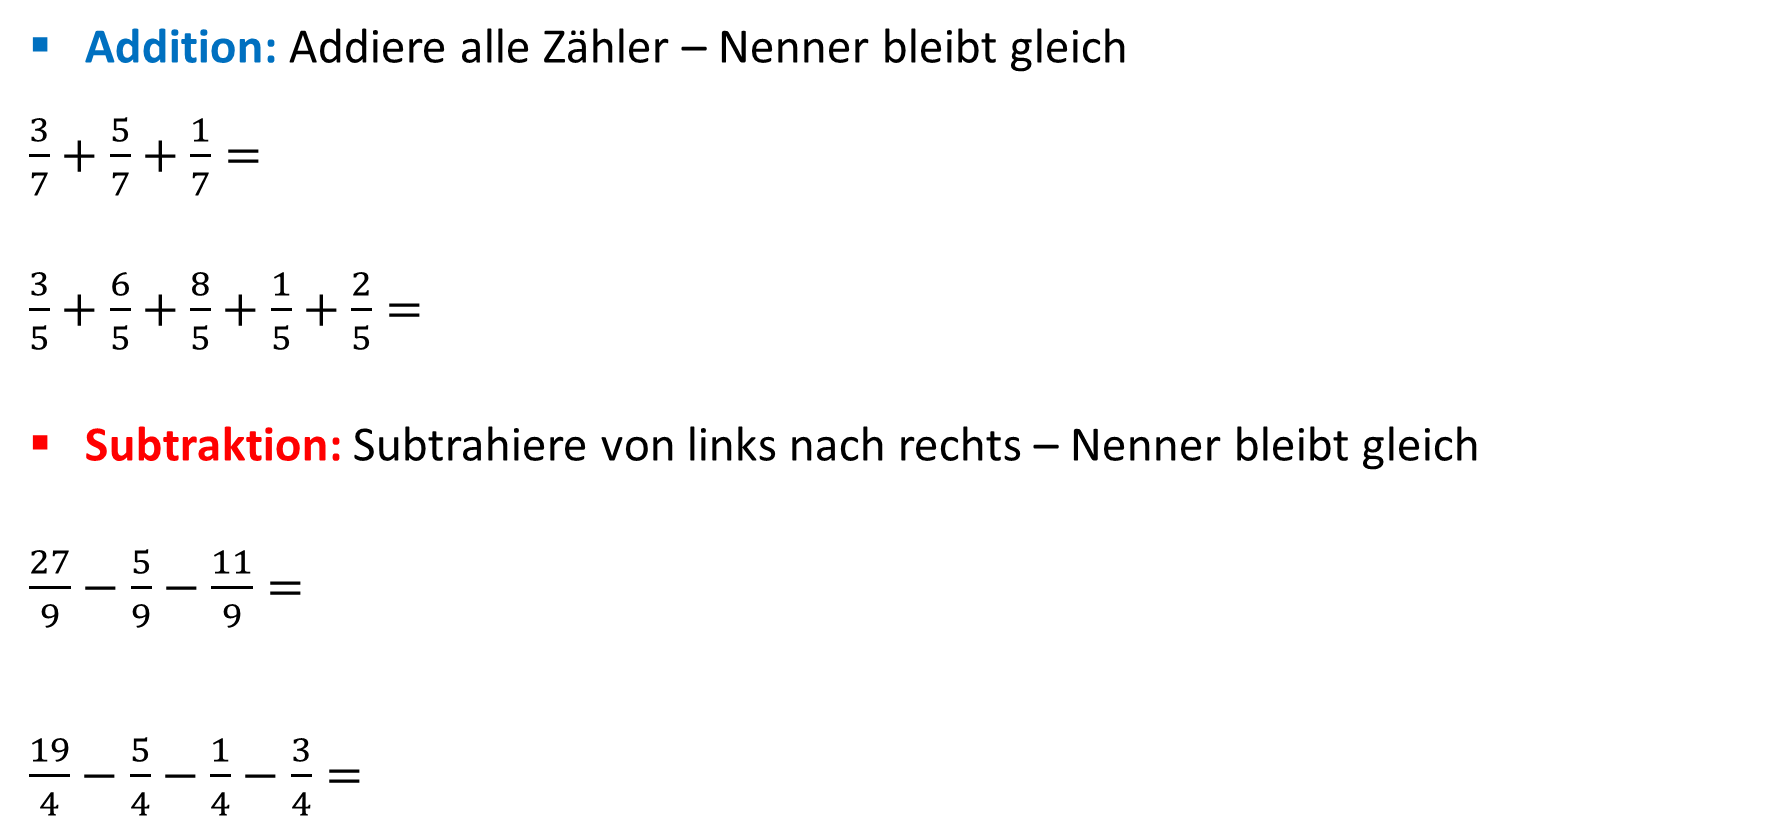 ▪ Addition: Addiere alle Zähler – Nenner bleibt gleich
3/7 + 5/7 + 1/7 =
3/5 + 6/5 + 8/5 + 1/5 + 2/5 =
▪ Subtraktion: Subtrahiere von links nach rechts – Nenner bleibt gleich
27/9 − 5/9 − 11/9 =
19/4 − 5/4 − 1/4 − 3/4 =